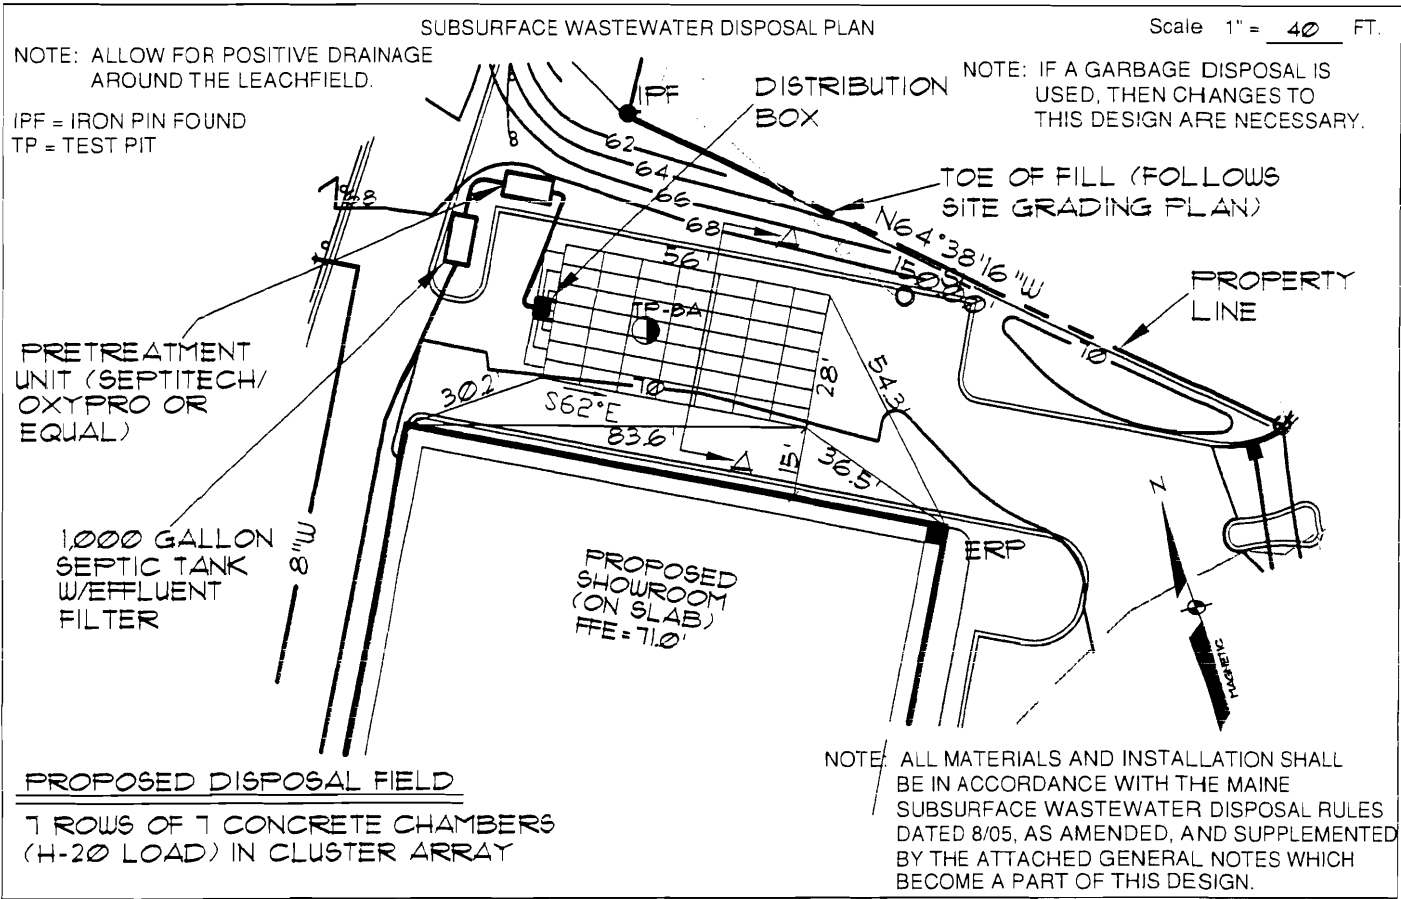 SUBSURFACE WASTEWATER DISPOSAL PLAN
Scale 1" = 40 FT.
NOTE: ALLOW FOR POSITIVE DRAINAGE
AROUND THE LEACHFIELD.
IPF = IRON PIN FOUND
TP = TEST PIT
IPF
DISTRIBUTION
BOX
NOTE: IF A GARBAGE DISPOSAL IS
USED, THEN CHANGES TO
THIS DESIGN ARE NECESSARY.
62
64
66
68
TOE OF FILL (FOLLOWS
SITE GRADING PLAN)
N64°38'16"W
PROPERTY
LINE
56'
TP-8A
70
70
28'
54.3'
30.2'
S62°E
83.6'
15'
36.5'
A
A
PRETREATMENT
UNIT (SEPTITECH/
OXYPRO OR
EQUAL)
1,000 GALLON
SEPTIC TANK
W/EFFLUENT
FILTER
8"W
ERP
PROPOSED
SHOWROOM
(ON SLAB)
FFE = 71.0'
Z
MAGNETIC
PROPOSED DISPOSAL FIELD
7 ROWS OF 7 CONCRETE CHAMBERS
(H-20 LOAD) IN CLUSTER ARRAY
NOTE: ALL MATERIALS AND INSTALLATION SHALL
BE IN ACCORDANCE WITH THE MAINE
SUBSURFACE WASTEWATER DISPOSAL RULES
DATED 8/05, AS AMENDED, AND SUPPLEMENTED
BY THE ATTACHED GENERAL NOTES WHICH
BECOME A PART OF THIS DESIGN.